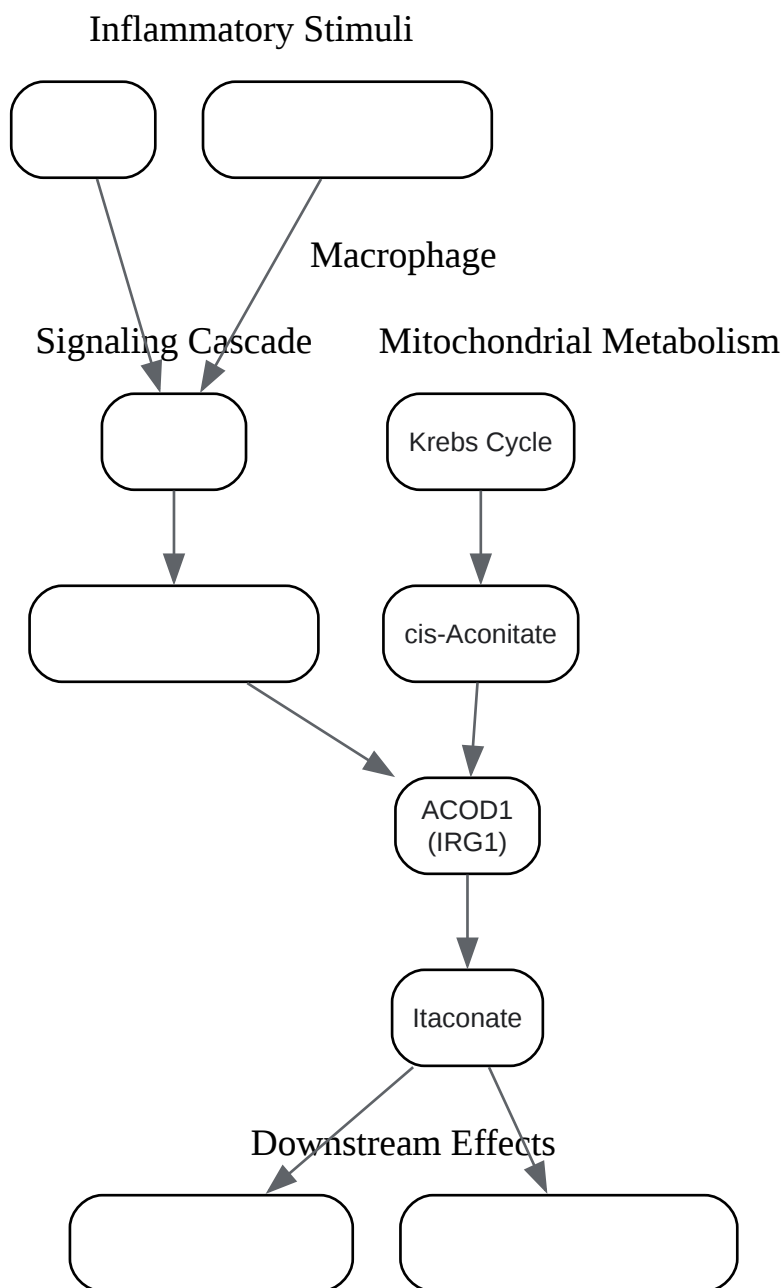 Inflammatory Stimuli
Macrophage
Signaling Cascade
Mitochondrial Metabolism
Krebs Cycle
cis-Aconitate
ACOD1
(IRG1)
Itaconate
Downstream Effects